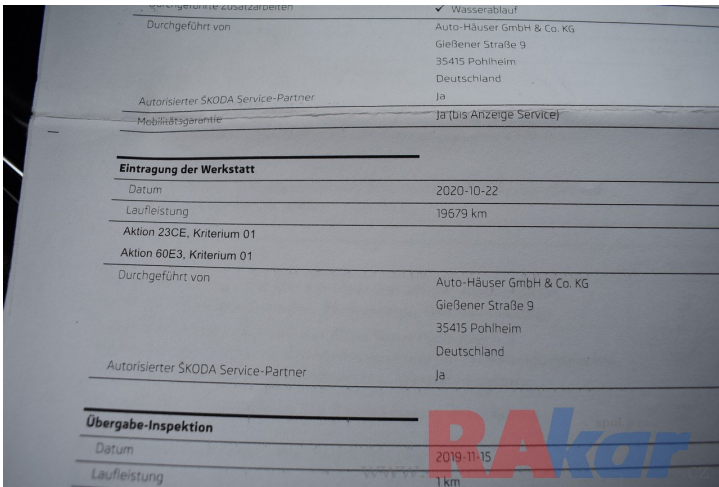 Durchgeführte Zusatzarbeiten ✓ Wasserablauf
Durchgeführt von Auto-Häuser GmbH & Co. KG
Gießener Straße 9
35415 Pohlheim
Deutschland
Autorisierter ŠKODA Service-Partner Ja
Mobilitätsgarantie Ja (bis Anzeige Service)
Eintragung der Werkstatt
Datum 2020-10-22
Laufleistung 19679 km
Aktion 23CE, Kriterium 01
Aktion 60E3, Kriterium 01
Durchgeführt von Auto-Häuser GmbH & Co. KG
Gießener Straße 9
35415 Pohlheim
Deutschland
Autorisierter ŠKODA Service-Partner Ja
Übergabe-Inspektion
RAkar
Datum 2019-11-15
Laufleistung 1 km